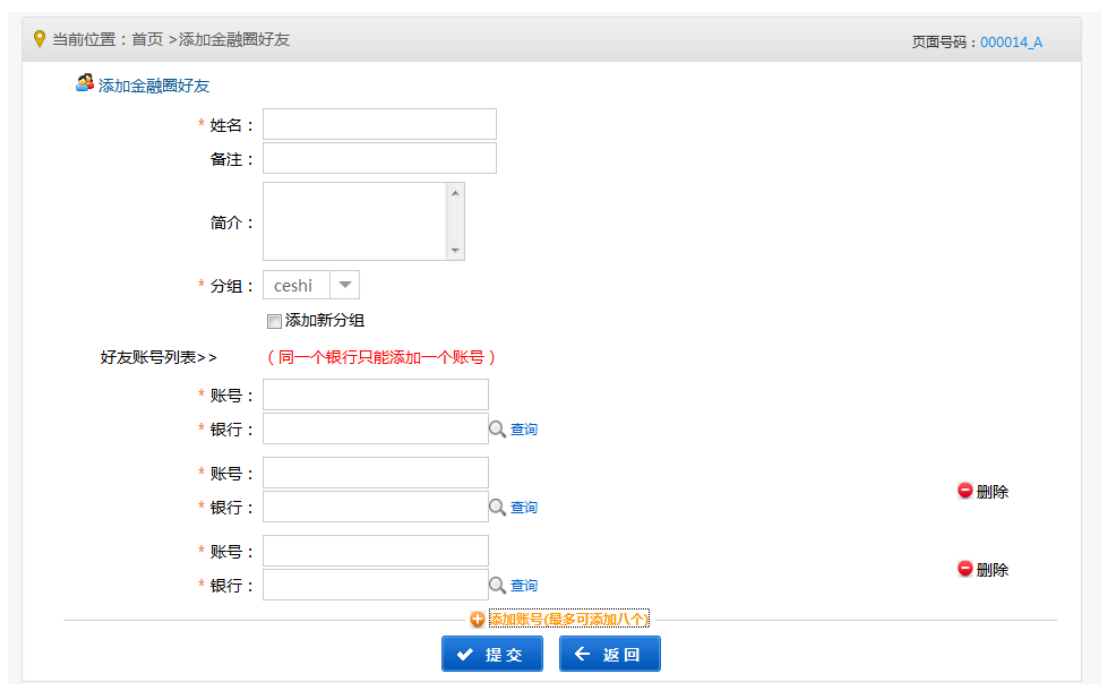 当前位置：首页 >添加金融圈好友 页面号码：000014_A
添加金融圈好友
* 姓名：
备注：
简介：
* 分组： ceshi
添加新分组
好友账号列表>> （同一个银行只能添加一个账号）
* 账号：
* 银行： 查询
* 账号：
删除
* 银行： 查询
* 账号：
删除
* 银行： 查询
添加账号(最多可添加八个)
提交 返回